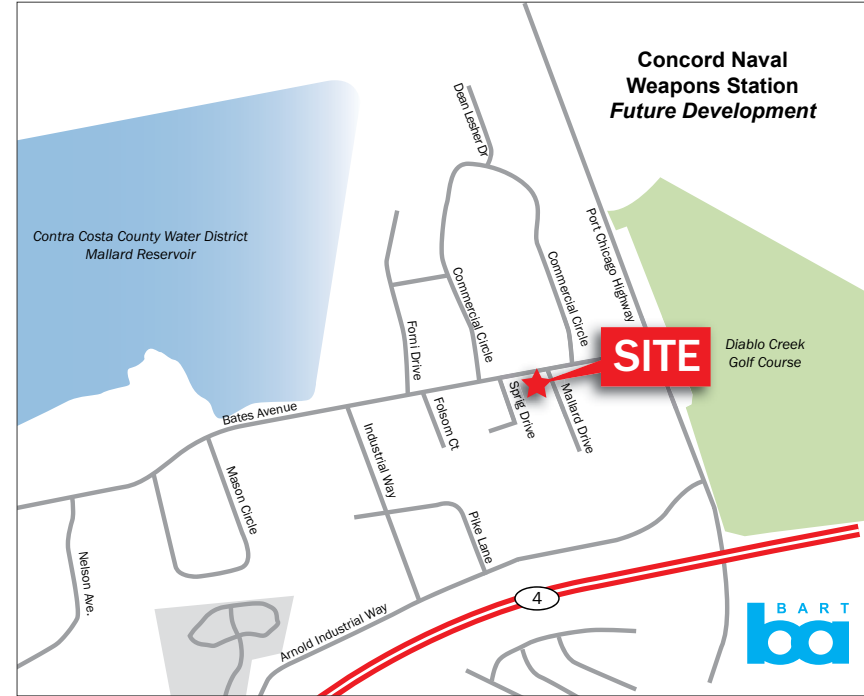 Concord Naval
Weapons Station
Future Development
Dean Lesher Dr
Contra Costa County Water District
Mallard Reservoir
Port Chicago Highway
Commercial Circle
Commercial Circle
Forni Drive
SITE
Diablo Creek
Golf Course
Bates Avenue
Sprig Drive
Mallard Drive
Folsom Ct
Industrial Way
Mason Circle
Pike Lane
Nelson Ave.
4
Arnold Industrial Way
BART
ba